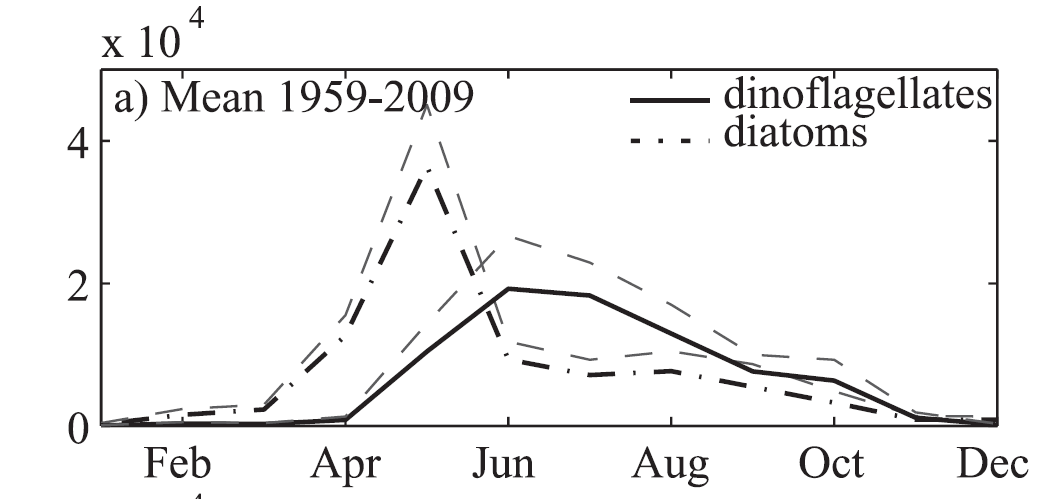 x 10 4
a) Mean 1959-2009
dinoflagellates
diatoms
4
2
0
Feb Apr Jun Aug Oct Dec